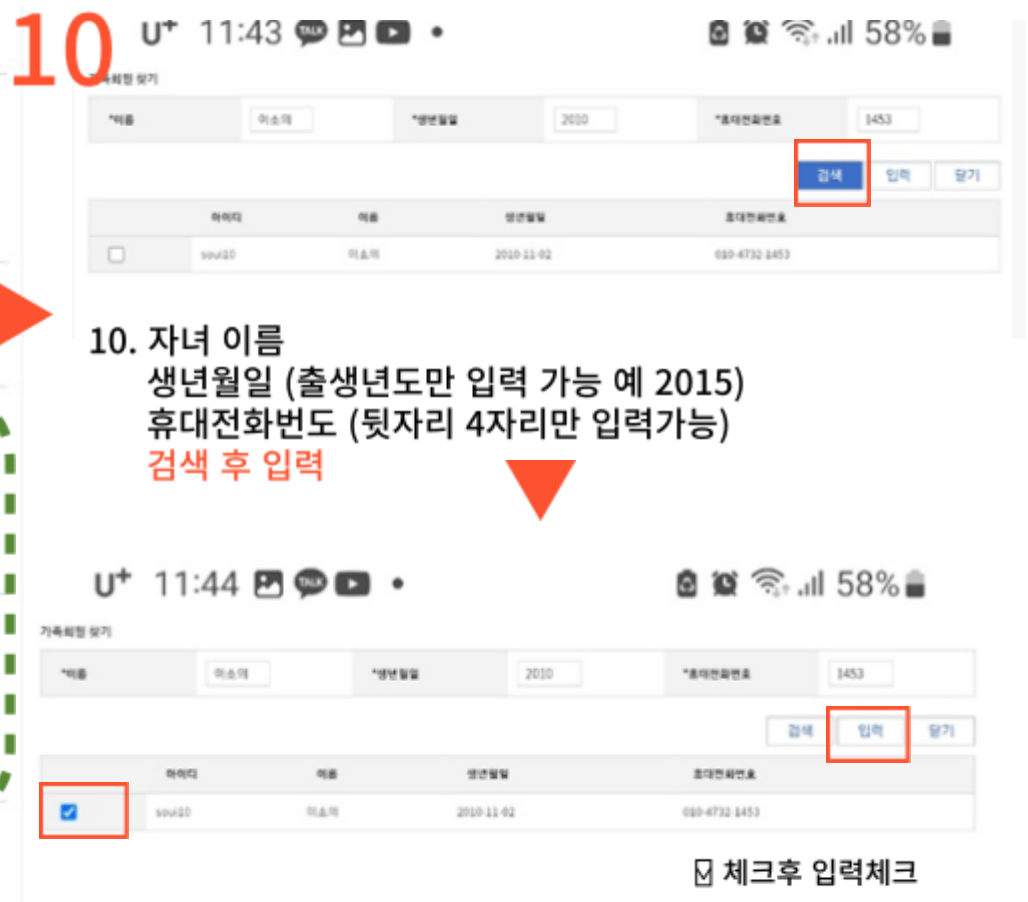 10
U+ 11:43 TALK • 58%
가족회원 찾기
*이름 이소의 *생년월일 2010 *휴대전화번호 1453
검색 입력 닫기
아이디 이름 생년월일 휴대전화번호
soui10 이소의 2010-11-02 010-4732-1453
10. 자녀 이름
생년월일 (출생년도만 입력 가능 예 2015)
휴대전화번도 (뒷자리 4자리만 입력가능)
검색 후 입력
U+ 11:44 TALK • 58%
가족회원 찾기
*이름 이소의 *생년월일 2010 *휴대전화번호 1453
검색 입력 닫기
아이디 이름 생년월일 휴대전화번호
soui10 이소의 2010-11-02 010-4732-1453
☑ 체크후 입력체크